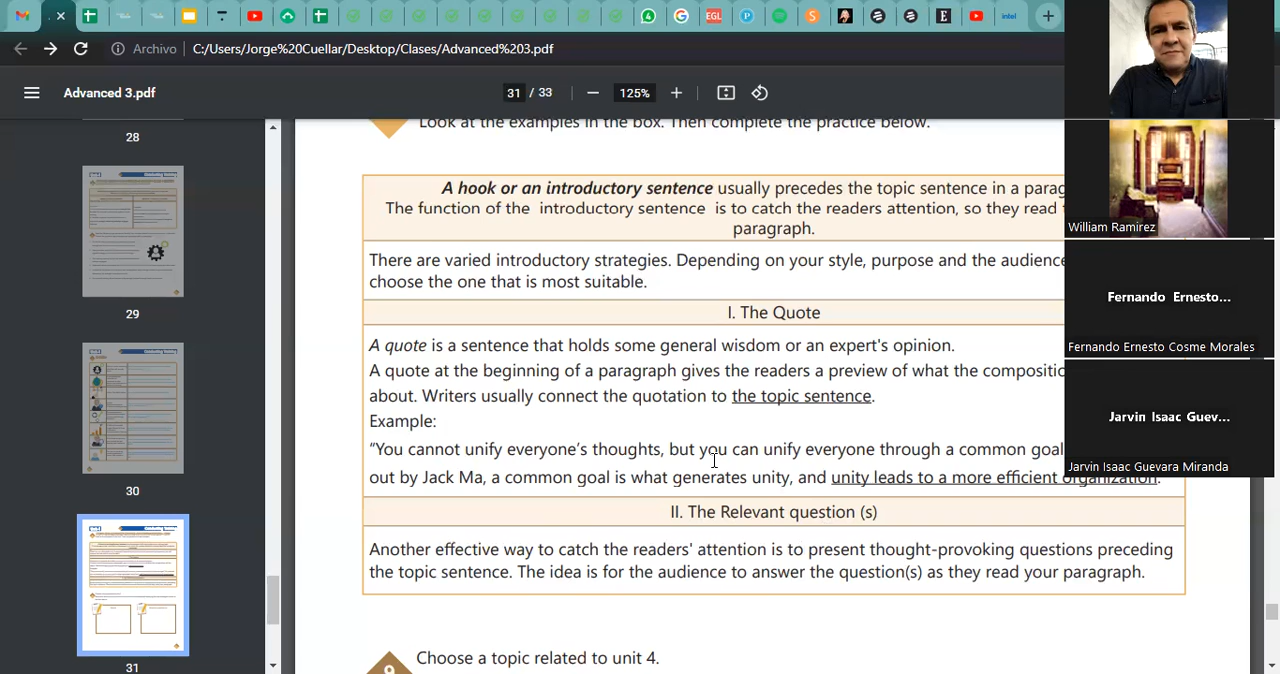 EGL
intel
Archivo
C:/Users/Jorge%20Cuellar/Desktop/Clases/Advanced%203.pdf
Advanced 3.pdf
31 / 33
125%
28
29
30
31
Look at the examples in the box. Then complete the practice below.
A hook or an introductory sentence usually precedes the topic sentence in a
The function of the introductory sentence is to catch the readers attention, so they read
paragraph.
There are varied introductory strategies. Depending on your style, purpose and the audience
choose the one that is most suitable.
I. The Quote
A quote is a sentence that holds some general wisdom or an expert's opinion.
A quote at the beginning of a paragraph gives the readers a preview of what the
about. Writers usually connect the quotation to the topic sentence.
Example:
“You cannot unify everyone’s thoughts, but you can unify everyone through a common goal
out by Jack Ma, a common goal is what generates unity, and unity leads to a more efficient organization.
II. The Relevant question (s)
Another effective way to catch the readers' attention is to present thought-provoking questions preceding
the topic sentence. The idea is for the audience to answer the question(s) as they read your paragraph.
9
Choose a topic related to unit 4.
William Ramirez
Fernando Ernesto...
Fernando Ernesto Cosme Morales
Jarvin Isaac Guev...
Jarvin Isaac Guevara Miranda